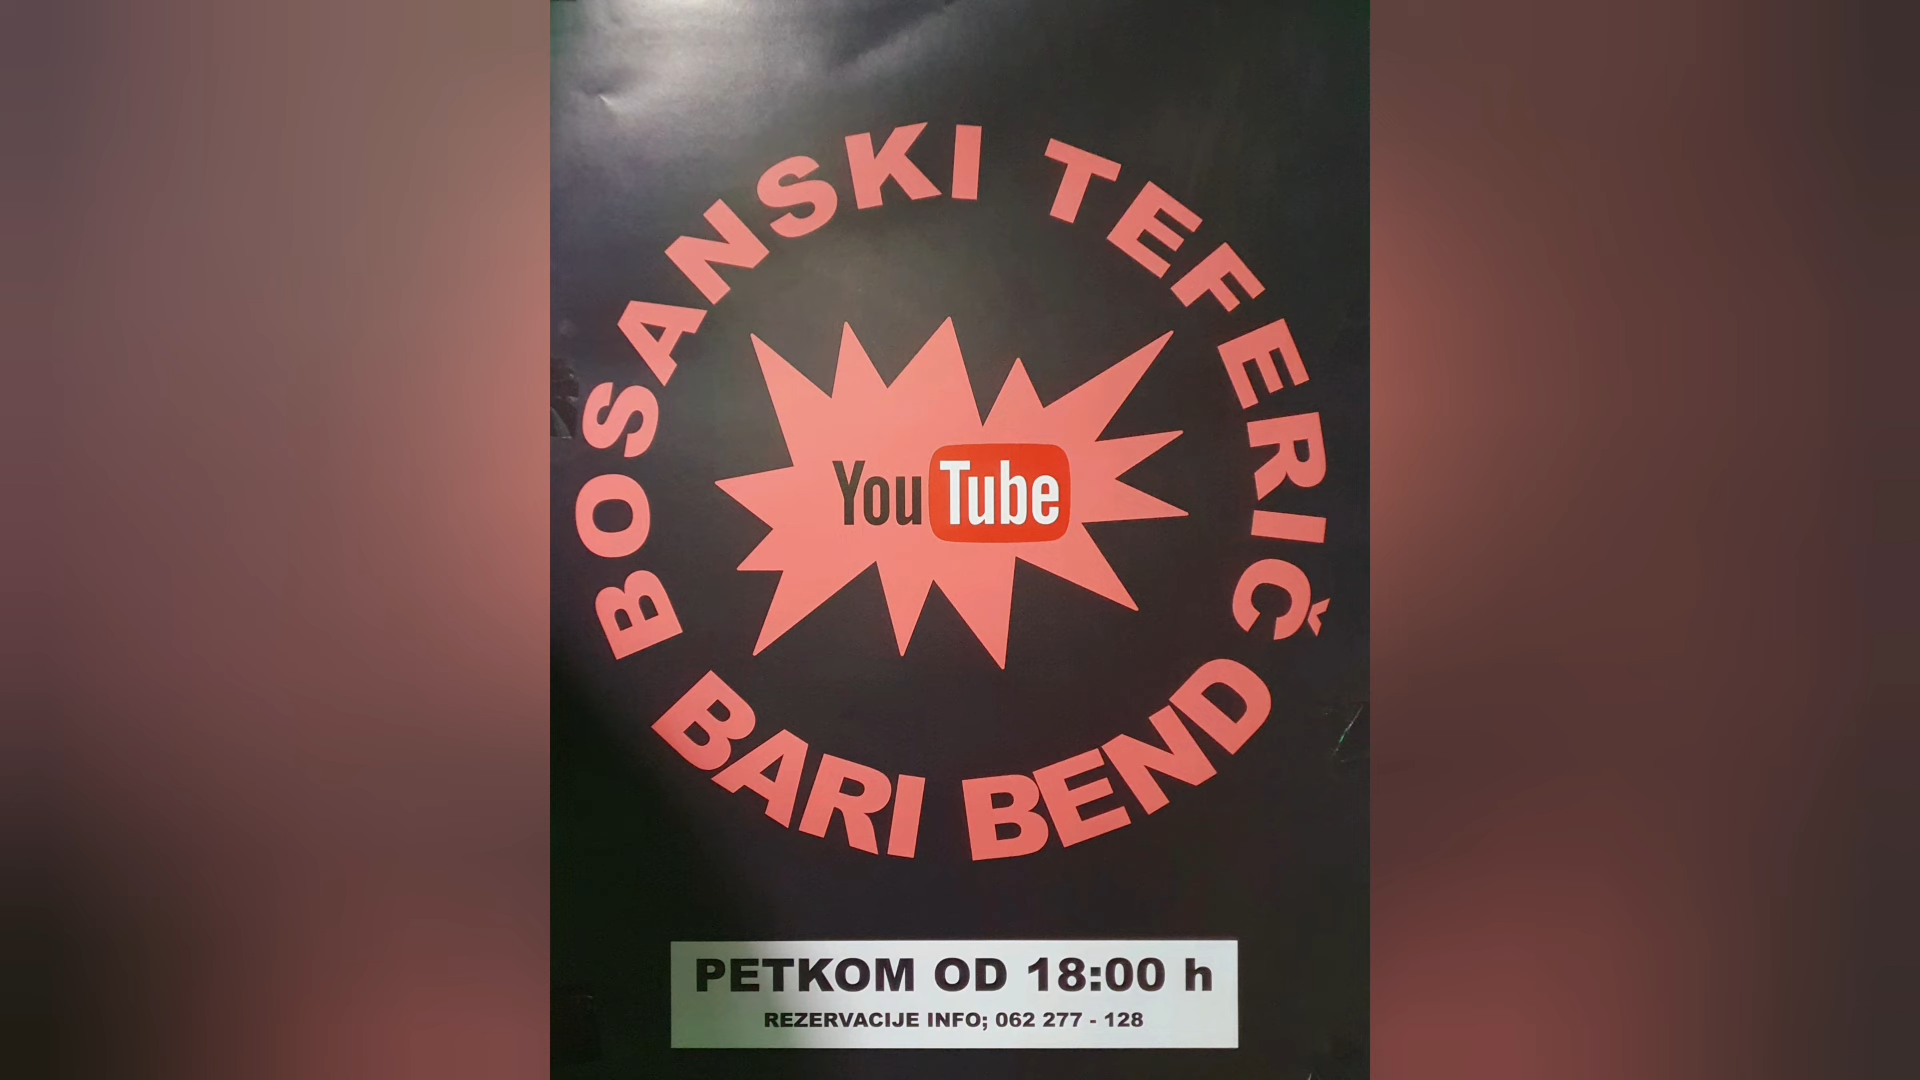 BOSANSKI TEFERIČ
YouTube
BARI BEND
PETKOM OD 18:00 h
REZERVACIJE INFO; 062 277 - 128